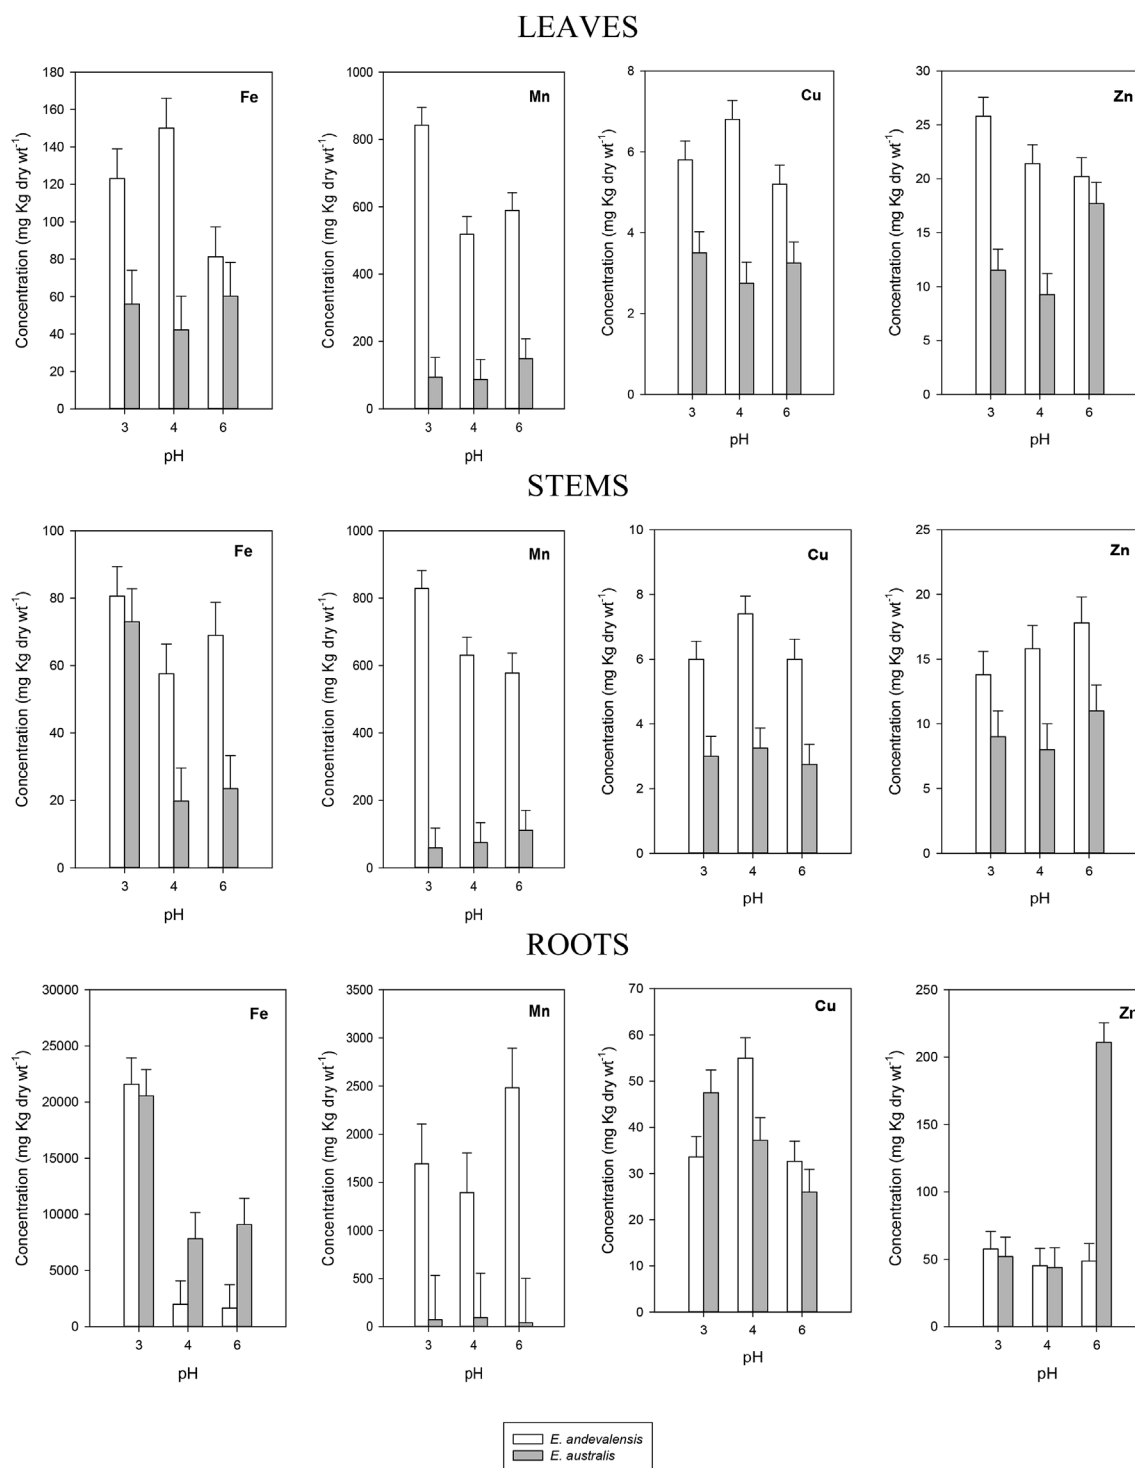 LEAVES
Concentration (mg Kg dry wt⁻¹)
180
160
140
120
100
80
60
40
20
0
Fe
3 4 6
pH
Concentration (mg Kg dry wt⁻¹)
1000
800
600
400
200
0
Mn
3 4 6
pH
Concentration (mg Kg dry wt⁻¹)
8
6
4
2
0
Cu
3 4 6
pH
Concentration (mg Kg dry wt⁻¹)
30
25
20
15
10
5
0
Zn
3 4 6
pH
STEMS
Concentration (mg Kg dry wt⁻¹)
100
80
60
40
20
0
Fe
3 4 6
pH
Concentration (mg Kg dry wt⁻¹)
1000
800
600
400
200
0
Mn
3 4 6
pH
Concentration (mg Kg dry wt⁻¹)
10
8
6
4
2
0
Cu
3 4 6
pH
Concentration (mg Kg dry wt⁻¹)
25
20
15
10
5
0
Zn
3 4 6
pH
ROOTS
Concentration (mg Kg dry wt⁻¹)
30000
25000
20000
15000
10000
5000
0
Fe
3 4 6
pH
Concentration (mg Kg dry wt⁻¹)
3500
3000
2500
2000
1500
1000
500
0
Mn
3 4 6
pH
Concentration (mg Kg dry wt⁻¹)
70
60
50
40
30
20
10
0
Cu
3 4 6
pH
Concentration (mg Kg dry wt⁻¹)
250
200
150
100
50
0
Zn
3 4 6
pH
E. andevalensis
E. australis